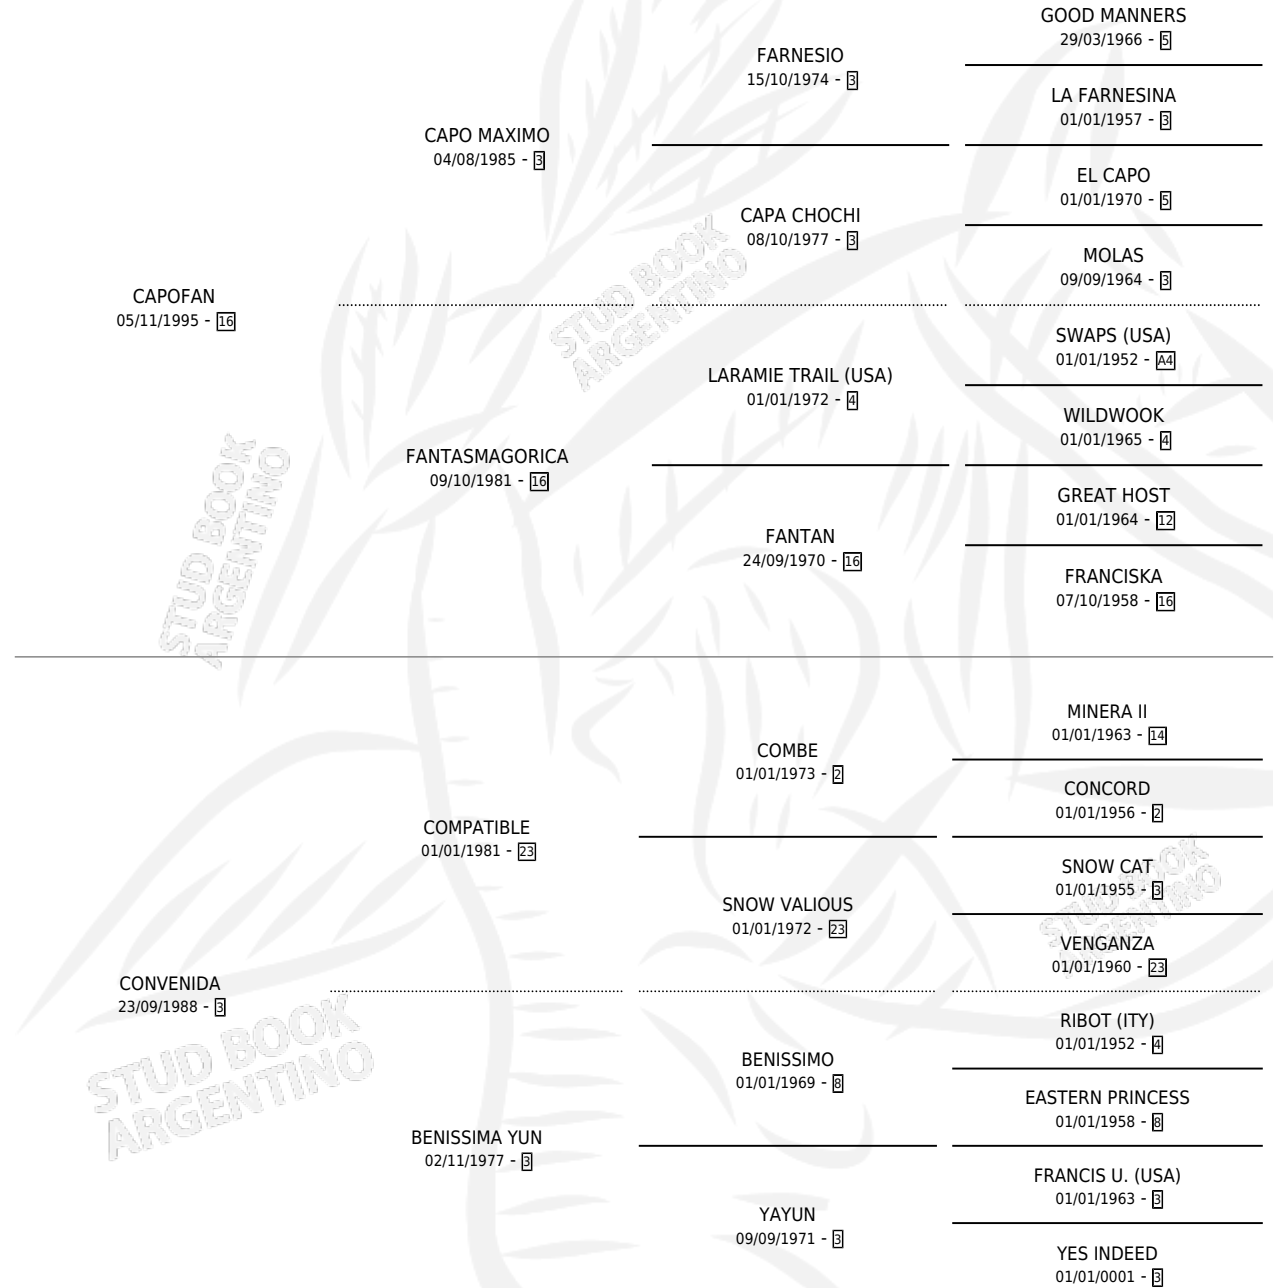 GOOD MANNERS
29/03/1966 - 5
FARNESIO
15/10/1974 - 3
LA FARNESINA
01/01/1957 - 3
CAPO MAXIMO
04/08/1985 - 3
EL CAPO
01/01/1970 - 5
CAPA CHOCHI
08/10/1977 - 3
MOLAS
09/09/1964 - 3
CAPOFAN
05/11/1995 - 16
STUD BOOK
ARGENTINO
SWAPS (USA)
01/01/1952 - A4
LARAMIE TRAIL (USA)
01/01/1972 - 4
WILDWOOK
01/01/1965 - 4
FANTASMAGORICA
09/10/1981 - 16
GREAT HOST
01/01/1964 - 12
FANTAN
24/09/1970 - 16
FRANCISKA
07/10/1958 - 16
STUD BOOK
ARGENTINO
MINERA II
01/01/1963 - 14
COMBE
01/01/1973 - 2
CONCORD
01/01/1956 - 2
COMPATIBLE
01/01/1981 - 23
SNOW CAT
01/01/1955 - 3
SNOW VALIOUS
01/01/1972 - 23
STUD BOOK
ARGENTINO
VENGANZA
01/01/1960 - 23
CONVENIDA
23/09/1988 - 3
RIBOT (ITY)
01/01/1952 - 4
BENISSIMO
01/01/1969 - 8
EASTERN PRINCESS
01/01/1958 - 8
STUD BOOK
ARGENTINO
BENISSIMA YUN
02/11/1977 - 3
FRANCIS U. (USA)
01/01/1963 - 3
YAYUN
09/09/1971 - 3
YES INDEED
01/01/0001 - 3